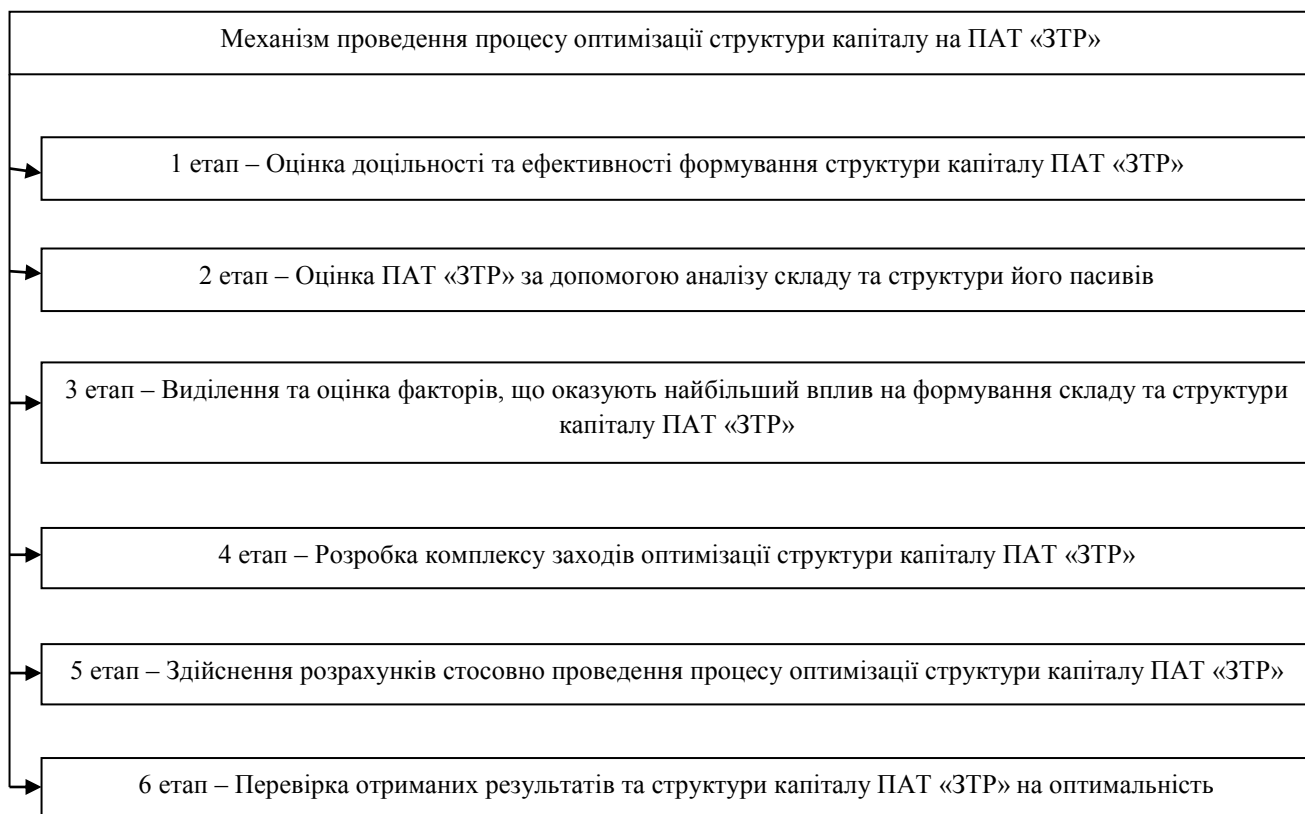 Механізм проведення процесу оптимізації структури капіталу на ПАТ «ЗТР»
1 етап – Оцінка доцільності та ефективності формування структури капіталу ПАТ «ЗТР»
2 етап – Оцінка ПАТ «ЗТР» за допомогою аналізу складу та структури його пасивів
3 етап – Виділення та оцінка факторів, що оказують найбільший вплив на формування складу та структури
капіталу ПАТ «ЗТР»
4 етап – Розробка комплексу заходів оптимізації структури капіталу ПАТ «ЗТР»
5 етап – Здійснення розрахунків стосовно проведення процесу оптимізації структури капіталу ПАТ «ЗТР»
6 етап – Перевірка отриманих результатів та структури капіталу ПАТ «ЗТР» на оптимальність